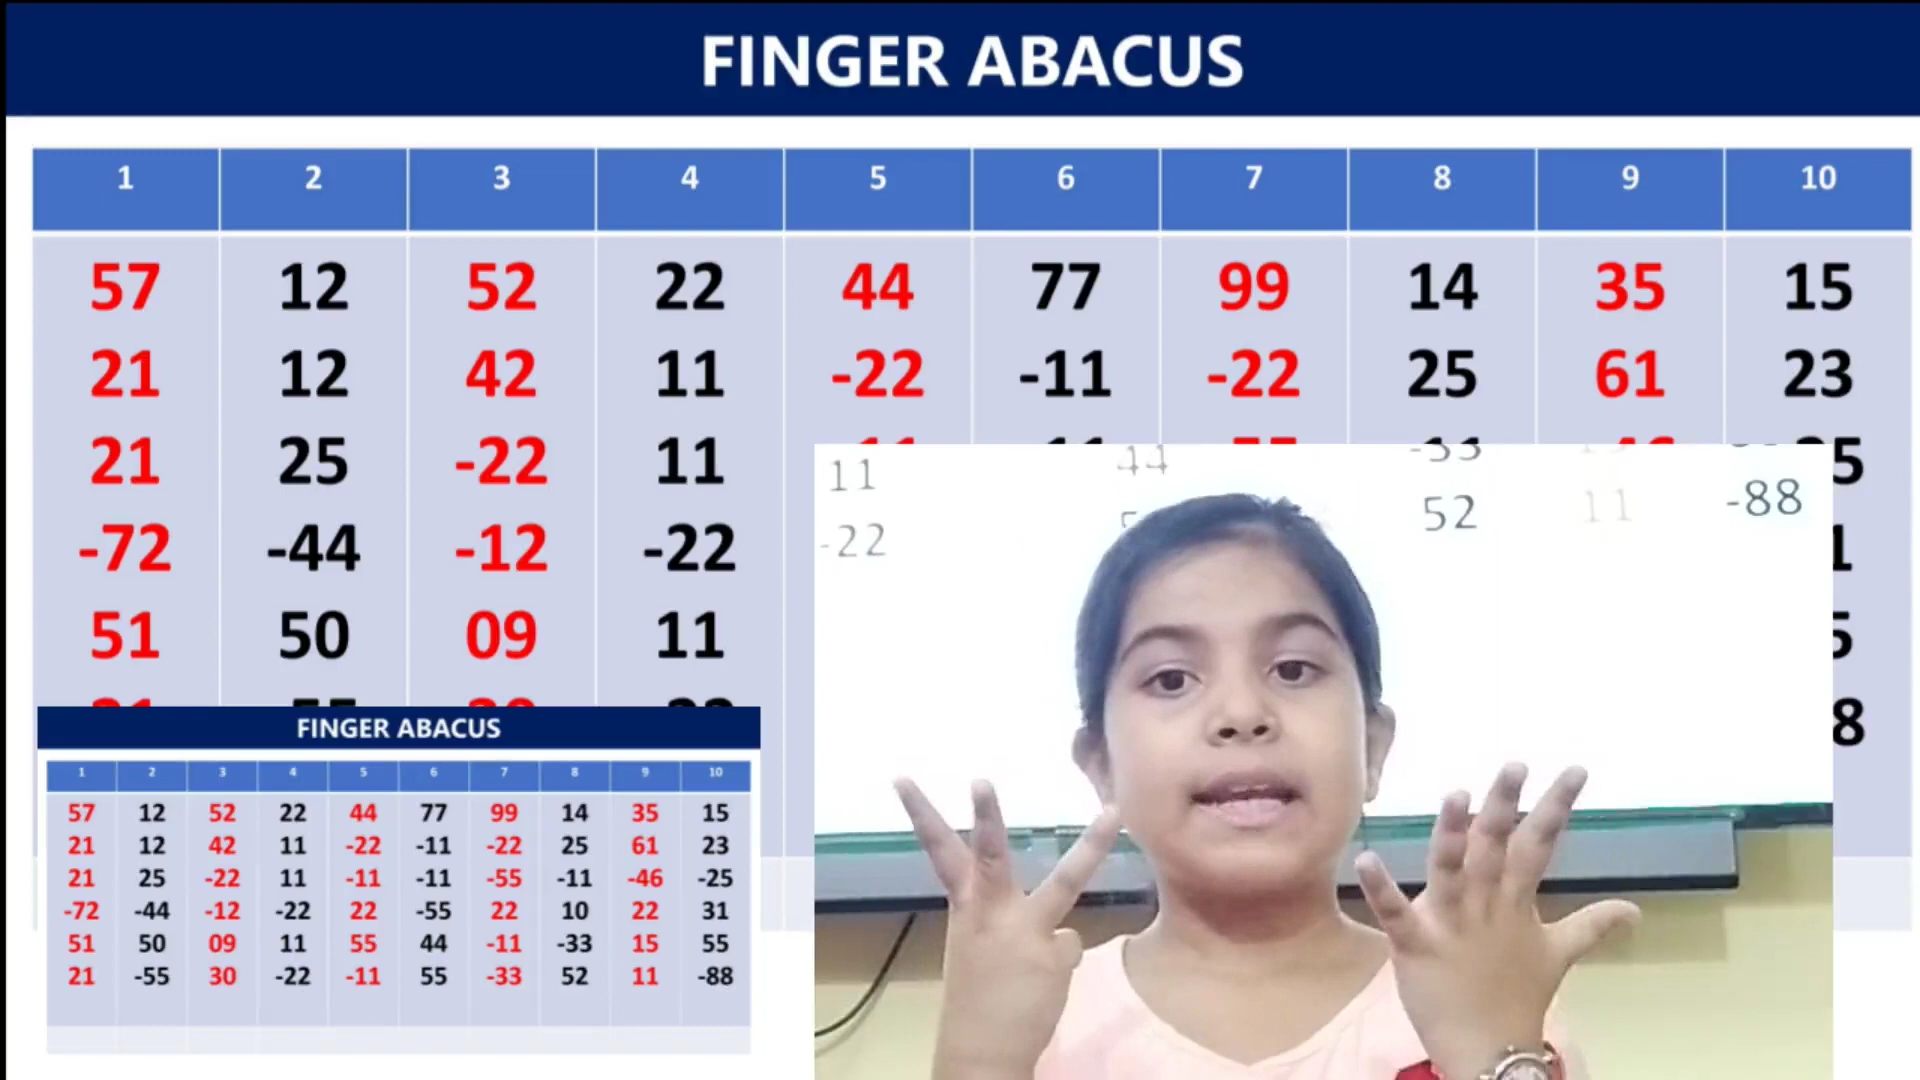 FINGER ABACUS
1 2 3 4 5 6 7 8 9 10
57 12 52 22 44 77 99 14 35 15
21 12 42 11 -22 -11 -22 25 61 23
21 25 -22 11
-72 -44 -12 -22
51 50 09 11
11 44 -33
-22 52 11 -88
FINGER ABACUS
1 2 3 4 5 6 7 8 9 10
57 12 52 22 44 77 99 14 35 15
21 12 42 11 -22 -11 -22 25 61 23
21 25 -22 11 -11 -11 -55 -11 -46 -25
-72 -44 -12 -22 22 -55 22 10 22 31
51 50 09 11 55 44 -11 -33 15 55
21 -55 30 -22 -11 55 -33 52 11 -88